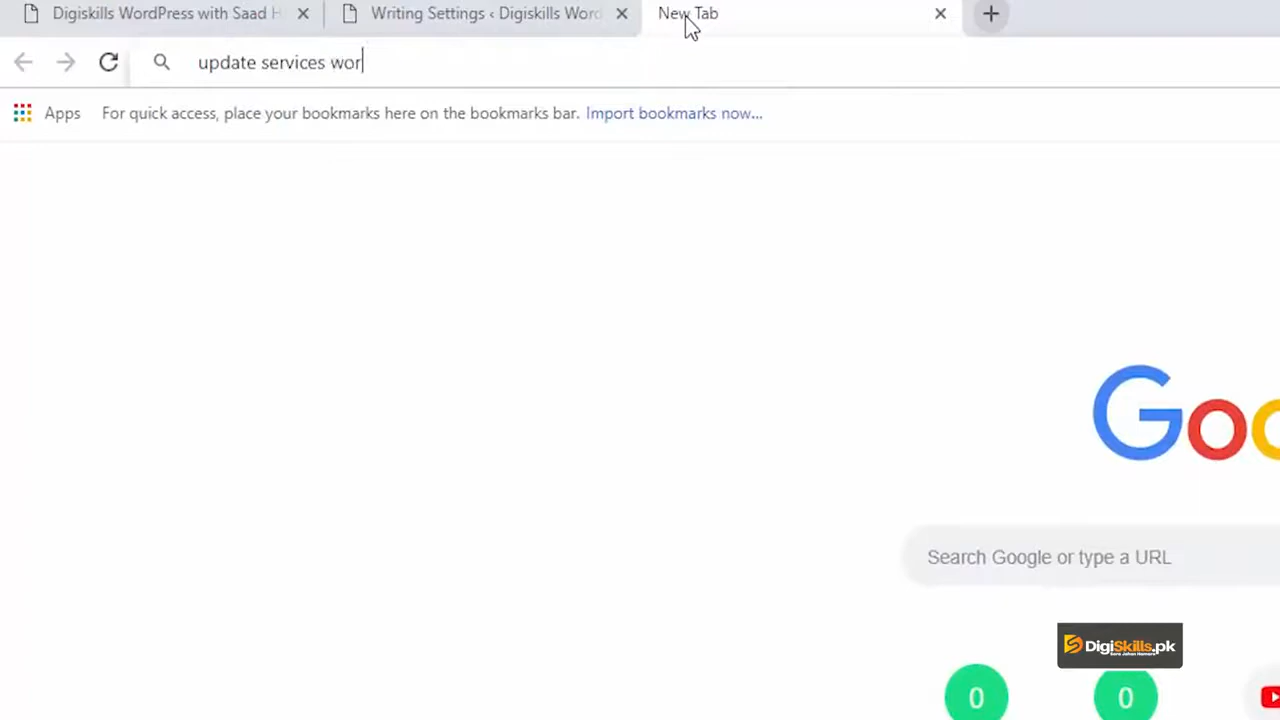 Digiskills WordPress with Saad H
Writing Settings ‹ Digiskills Word
New Tab
update services wor
Apps
For quick access, place your bookmarks here on the bookmarks bar. Import bookmarks now...
Goo
Search Google or type a URL
DigiSkills.pk
0
0